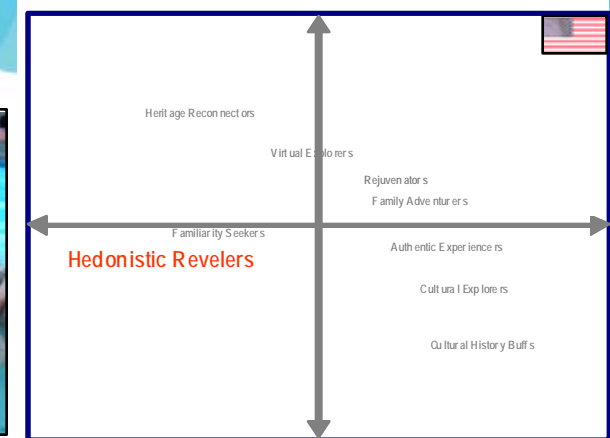 Heritage Reconnectors
Virtual Explorers
Rejuvenators
Family Adventurers
Familiarity Seekers
Authentic Experiencers
Hedonistic Revelers
Cultural Explorers
Cultural History Buffs